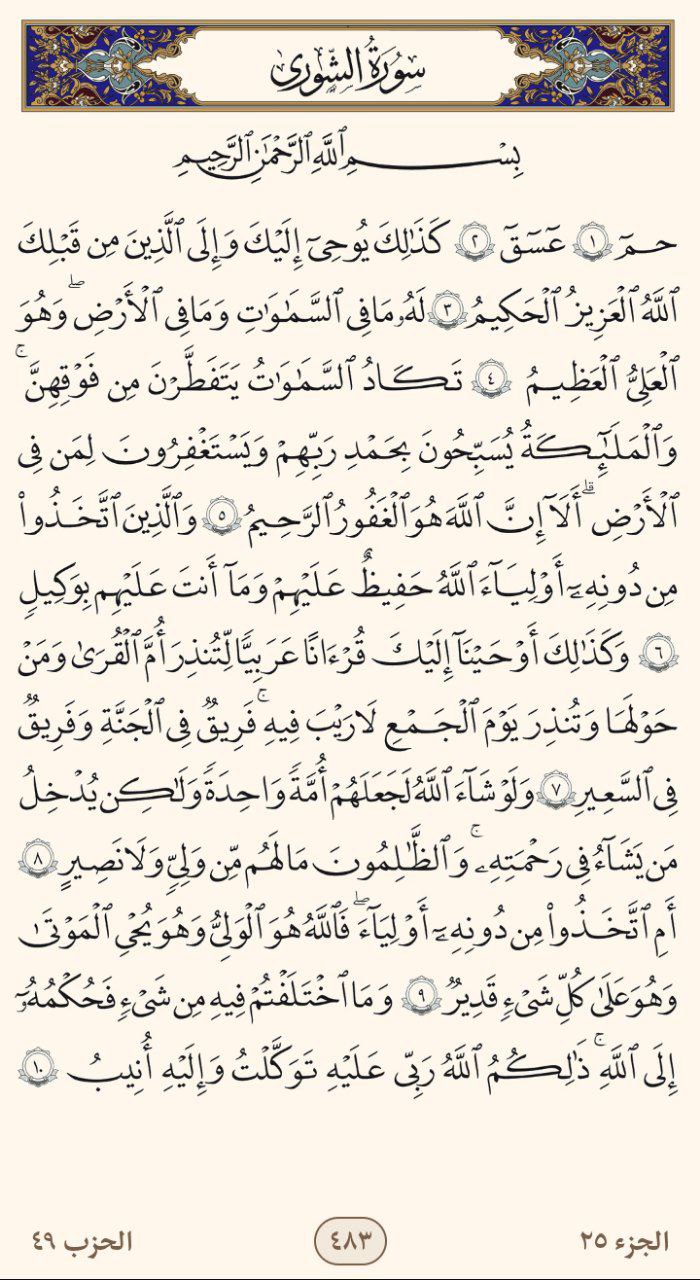 سُورَةُ الشُّورَىٰ
بِسْمِ ٱللَّهِ ٱلرَّحْمَٰنِ ٱلرَّحِيمِ
حمٓ ١ عٓسٓقٓ ٢ كَذَٰلِكَ يُوحِىٓ إِلَيْكَ وَإِلَى ٱلَّذِينَ مِن قَبْلِكَ
ٱللَّهُ ٱلْعَزِيزُ ٱلْحَكِيمُ ٣ لَهُۥ مَا فِى ٱلسَّمَٰوَٰتِ وَمَا فِى ٱلْأَرْضِ ۖ وَهُوَ
ٱلْعَلِىُّ ٱلْعَظِيمُ ٤ تَكَادُ ٱلسَّمَٰوَٰتُ يَتَفَطَّرْنَ مِن فَوْقِهِنَّ ۚ
وَٱلْمَلَٰٓئِكَةُ يُسَبِّحُونَ بِحَمْدِ رَبِّهِمْ وَيَسْتَغْفِرُونَ لِمَن فِى
ٱلْأَرْضِ ۗ أَلَآ إِنَّ ٱللَّهَ هُوَ ٱلْغَفُورُ ٱلرَّحِيمُ ٥ وَٱلَّذِينَ ٱتَّخَذُوا۟
مِن دُونِهِۦٓ أَوْلِيَآءَ ٱللَّهُ حَفِيظٌ عَلَيْهِمْ وَمَآ أَنتَ عَلَيْهِم بِوَكِيلٍ
٦ وَكَذَٰلِكَ أَوْحَيْنَآ إِلَيْكَ قُرْءَانًا عَرَبِيًّا لِّتُنذِرَ أُمَّ ٱلْقُرَىٰ وَمَنْ
حَوْلَهَا وَتُنذِرَ يَوْمَ ٱلْجَمْعِ لَا رَيْبَ فِيهِ ۚ فَرِيقٌ فِى ٱلْجَنَّةِ وَفَرِيقٌ
فِى ٱلسَّعِيرِ ٧ وَلَوْ شَآءَ ٱللَّهُ لَجَعَلَهُمْ أُمَّةً وَٰحِدَةً وَلَٰكِن يُدْخِلُ
مَن يَشَآءُ فِى رَحْمَتِهِۦ ۚ وَٱلظَّٰلِمُونَ مَا لَهُم مِّن وَلِىٍّ وَلَا نَصِيرٍ ٨
أَمِ ٱتَّخَذُوا۟ مِن دُونِهِۦٓ أَوْلِيَآءَ ۖ فَٱللَّهُ هُوَ ٱلْوَلِىُّ وَهُوَ يُحْىِ ٱلْمَوْتَىٰ
وَهُوَ عَلَىٰ كُلِّ شَىْءٍ قَدِيرٌ ٩ وَمَا ٱخْتَلَفْتُمْ فِيهِ مِن شَىْءٍ فَحُكْمُهُۥٓ
إِلَى ٱللَّهِ ۚ ذَٰلِكُمُ ٱللَّهُ رَبِّى عَلَيْهِ تَوَكَّلْتُ وَإِلَيْهِ أُنِيبُ ١٠
الجزء ٢٥ ٤٨٣ الحزب ٤٩